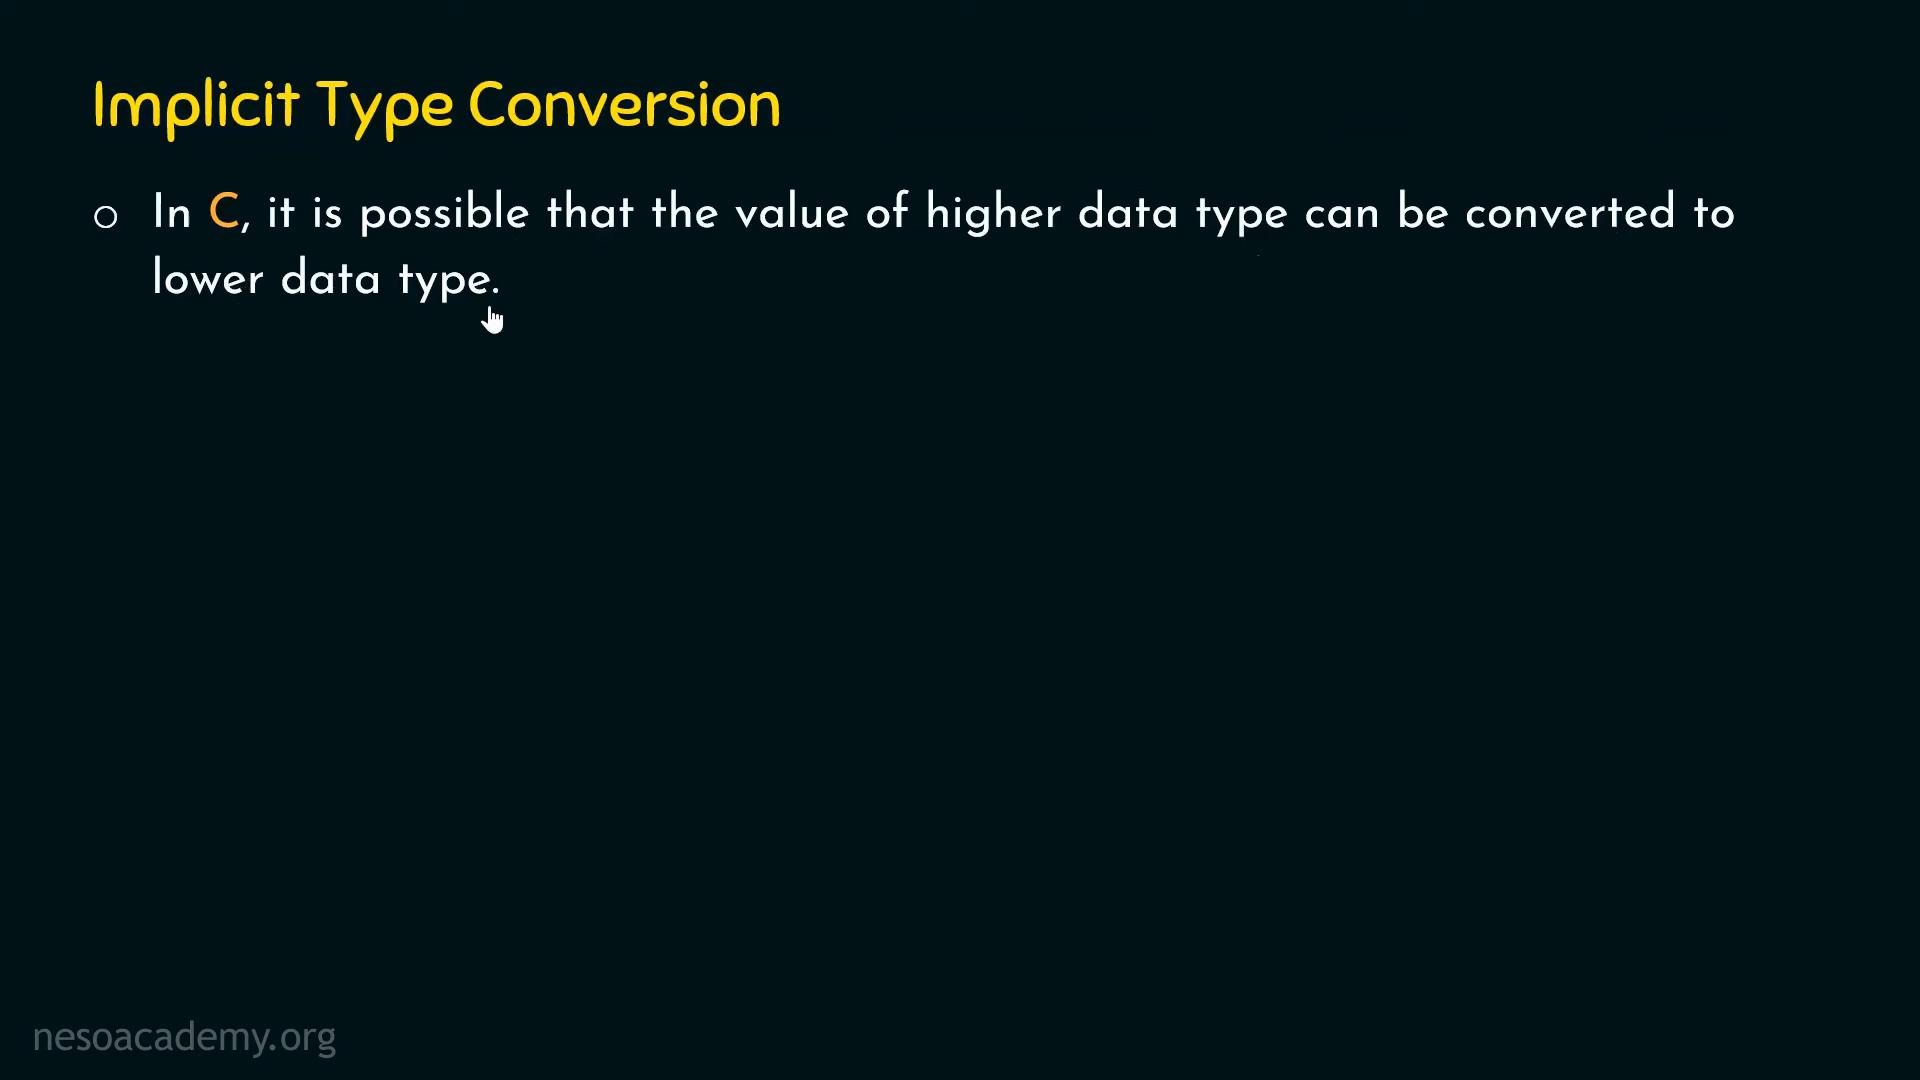 Implicit Type Conversion
○ In C, it is possible that the value of higher data type can be converted to
lower data type.
nesoacademy.org